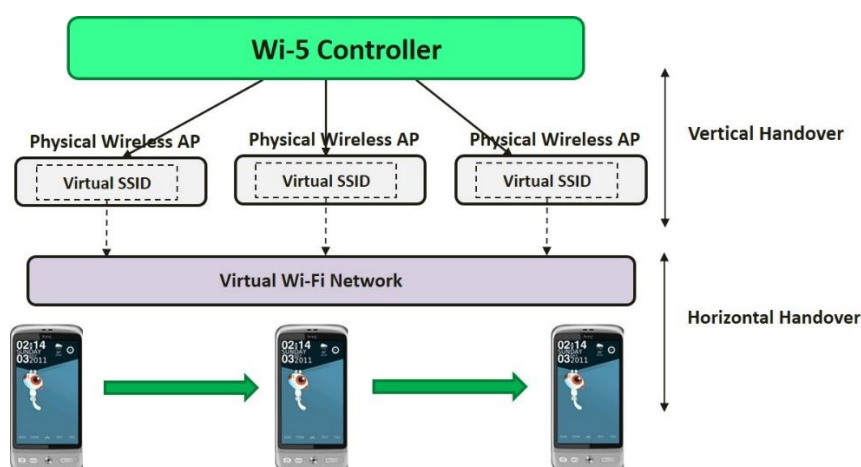 Wi-5 Controller
Physical Wireless AP
Physical Wireless AP
Physical Wireless AP
Vertical Handover
Virtual SSID
Virtual SSID
Virtual SSID
Virtual Wi-Fi Network
Horizontal Handover
02 14
SUNDAY
03 2011
02 14
SUNDAY
03 2011
02 14
SUNDAY
03 2011